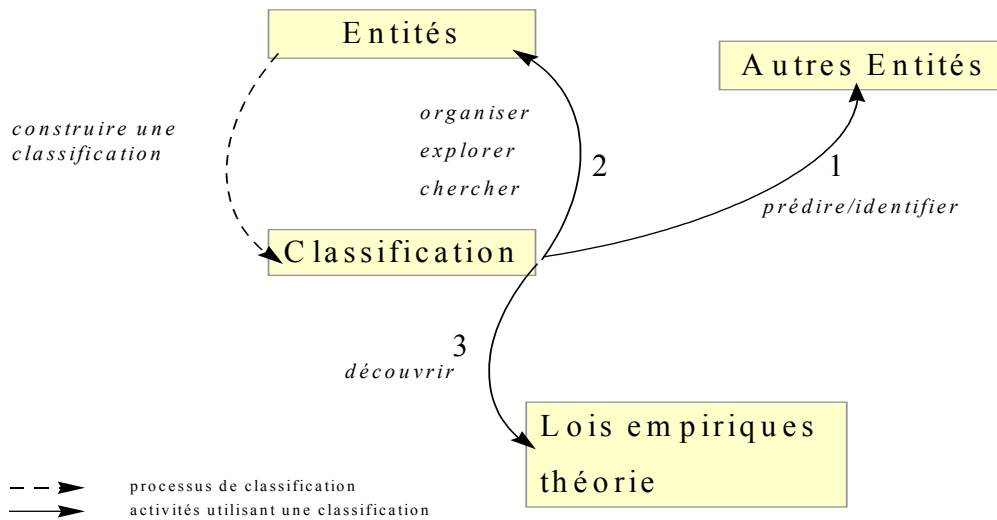 Entités
Autres Entités
construire une
classification
organiser
explorer
chercher
2
1
prédire/identifier
Classification
3
découvrir
Lois empiriques
théorie
processus de classification
activités utilisant une classification